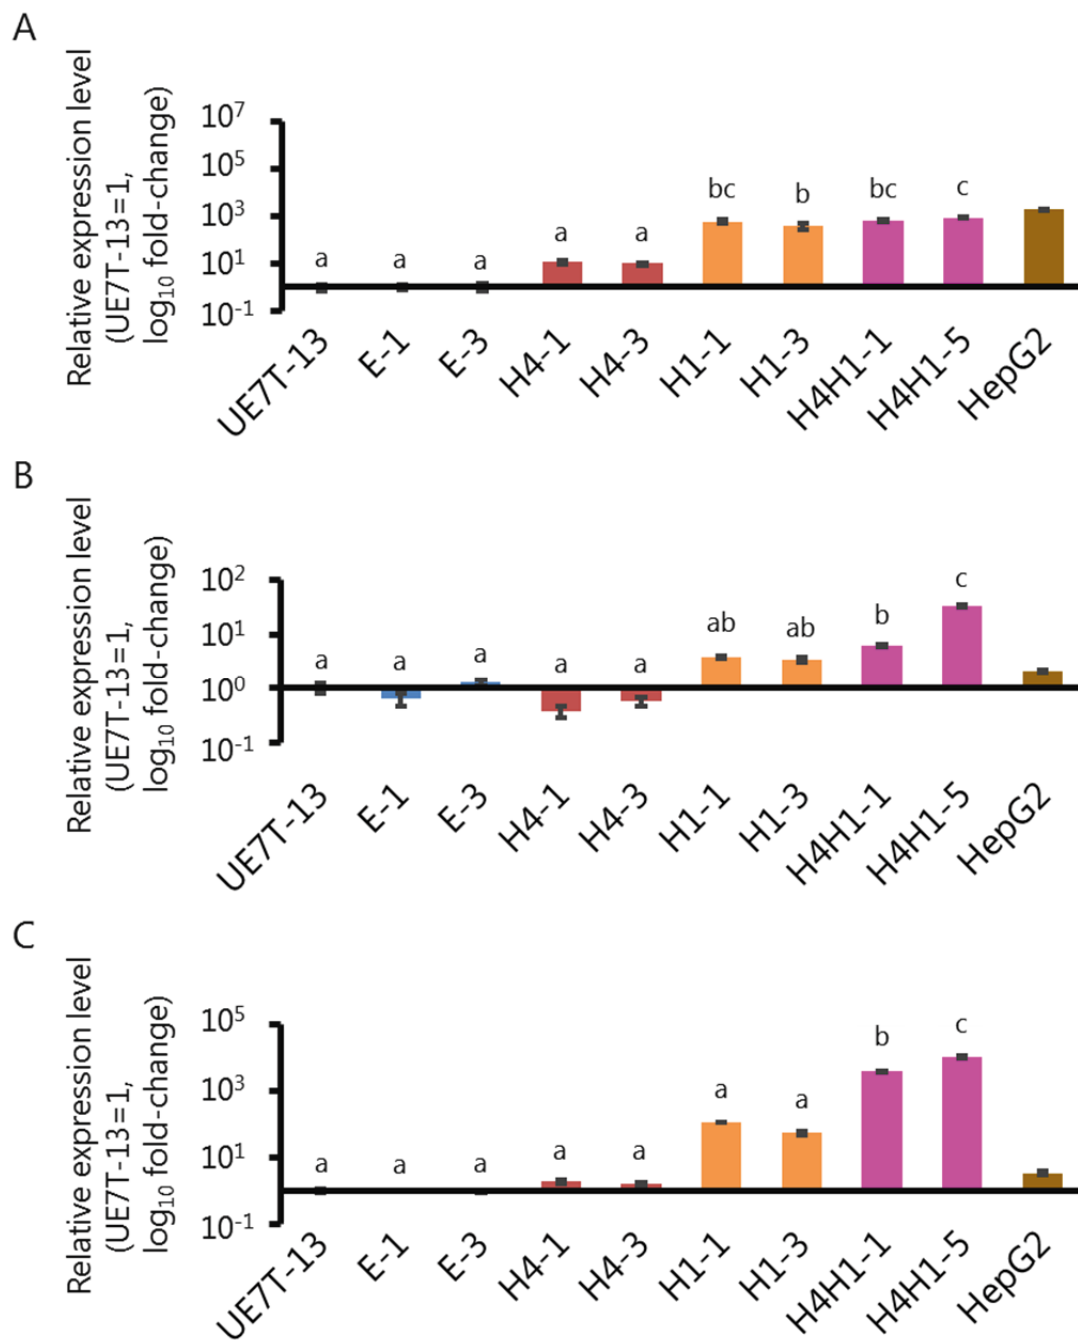 A
Relative expression level
(UE7T-13=1,
log10 fold-change)
10^7
10^5
10^3
10^1
10^-1
a
a
a
a
a
bc
b
bc
c
UE7T-13
E-1
E-3
H4-1
H4-3
H1-1
H1-3
H4H1-1
H4H1-5
HepG2
B
Relative expression level
(UE7T-13=1,
log10 fold-change)
10^2
10^1
10^0
10^-1
a
a
a
a
a
ab
ab
b
c
UE7T-13
E-1
E-3
H4-1
H4-3
H1-1
H1-3
H4H1-1
H4H1-5
HepG2
C
Relative expression level
(UE7T-13=1,
log10 fold-change)
10^5
10^3
10^1
10^-1
a
a
a
a
a
a
a
b
c
UE7T-13
E-1
E-3
H4-1
H4-3
H1-1
H1-3
H4H1-1
H4H1-5
HepG2